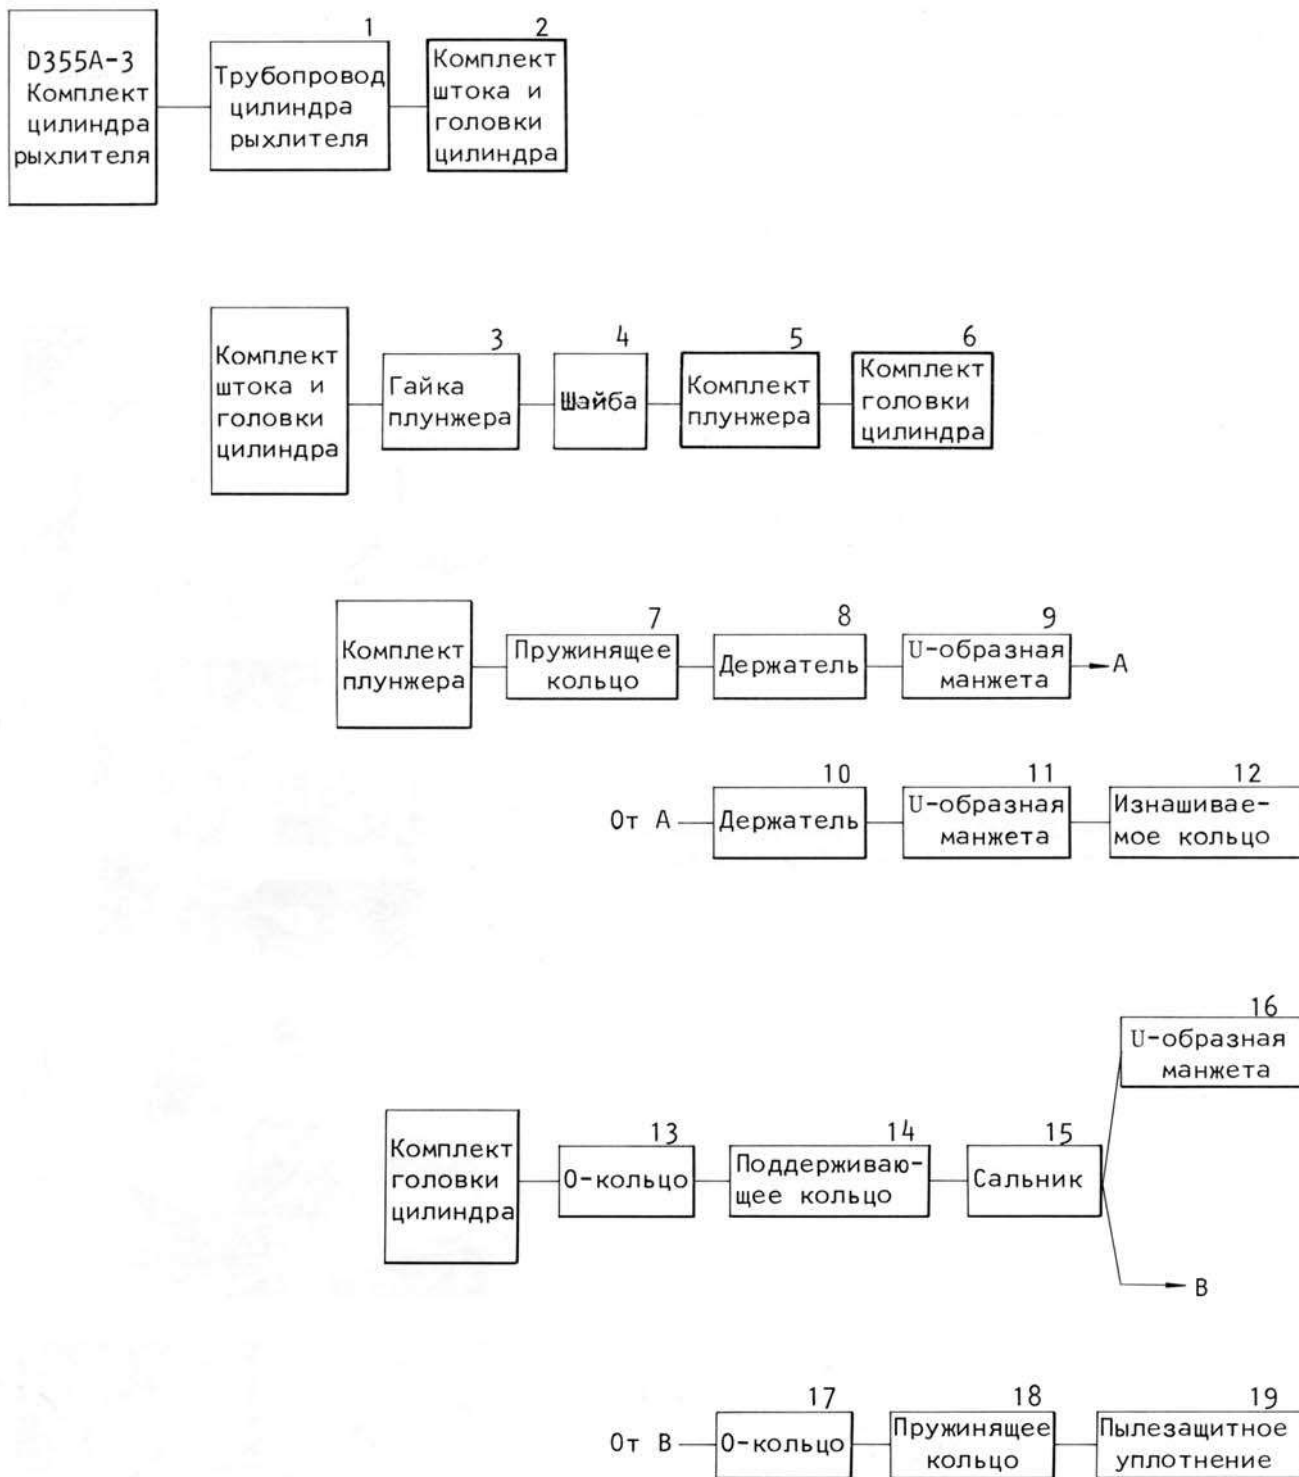 D355A-3
Комплект
цилиндра
рыхлителя
1
Трубопровод
цилиндра
рыхлителя
2
Комплект
штока и
головки
цилиндра
Комплект
штока и
головки
цилиндра
3
Гайка
плунжера
4
Шайба
5
Комплект
плунжера
6
Комплект
головки
цилиндра
Комплект
плунжера
7
Пружинящее
кольцо
8
Держатель
9
U-образная
манжета
A
От A
10
Держатель
11
U-образная
манжета
12
Изнашивае-
мое кольцо
Комплект
головки
цилиндра
13
О-кольцо
14
Поддерживаю-
щее кольцо
15
Сальник
16
U-образная
манжета
B
От B
17
О-кольцо
18
Пружинящее
кольцо
19
Пылезащитное
уплотнение